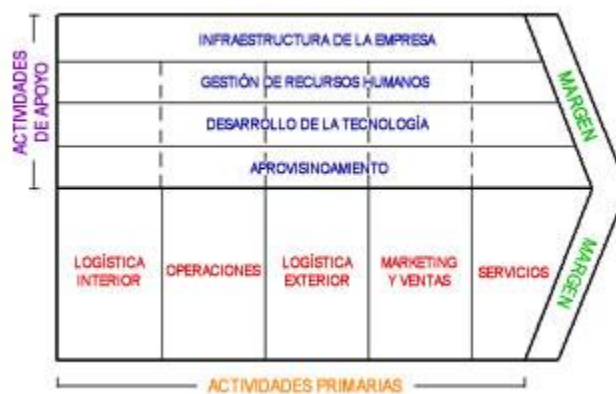 ACTIVIDADES
DE APOYO
INFRAESTRUCTURA DE LA EMPRESA
GESTIÓN DE RECURSOS HUMANOS
DESARROLLO DE LA TECNOLOGÍA
APROVISINOAMIENTO
MARGEN
LOGÍSTICA
INTERIOR
OPERACIONES
LOGÍSTICA
EXTERIOR
MARKETING
Y VENTAS
SERVICIOS
MARGEN
ACTIVIDADES PRIMARIAS